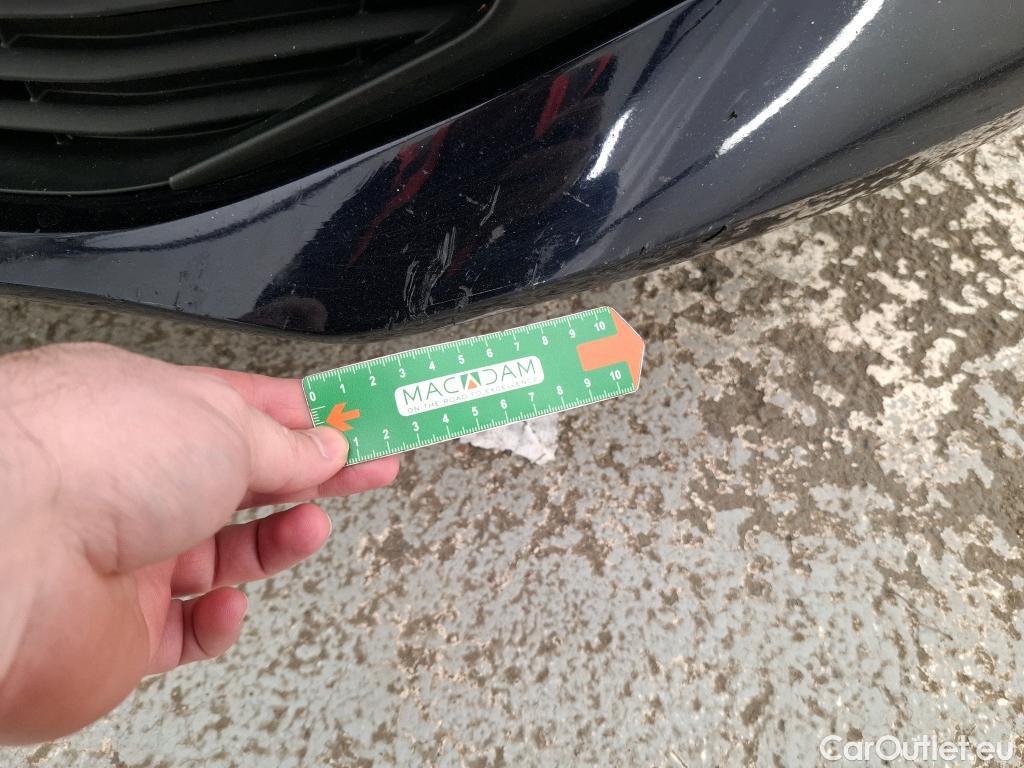 0 1 2 3 4 5 6 7 8 9 10
MACADAM
ON THE ROAD TO EXCELLENCE
1 2 3 4 5 6 7 8 9 10
CarOutlet.eu